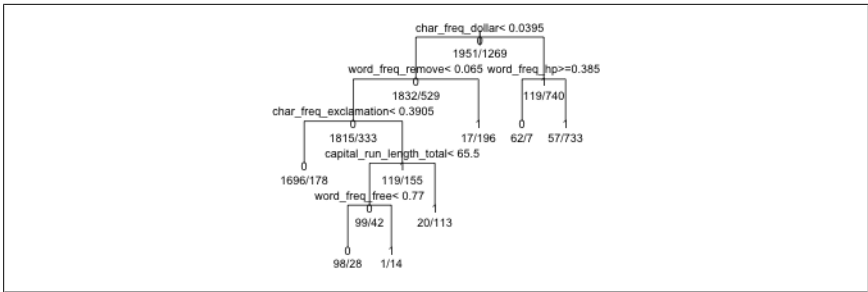 char_freq_dollar< 0.0395
0
1951/1269
word_freq_remove< 0.065 word_freq_hp>=0.385
0 1
1832/529 119/740
char_freq_exclamation< 0.3905
0 1 0 1
1815/333 17/196 62/7 57/733
capital_run_length_total< 65.5
0 1
1696/178 119/155
word_freq_free< 0.77
0 1
99/42 20/113
0 1
98/28 1/14